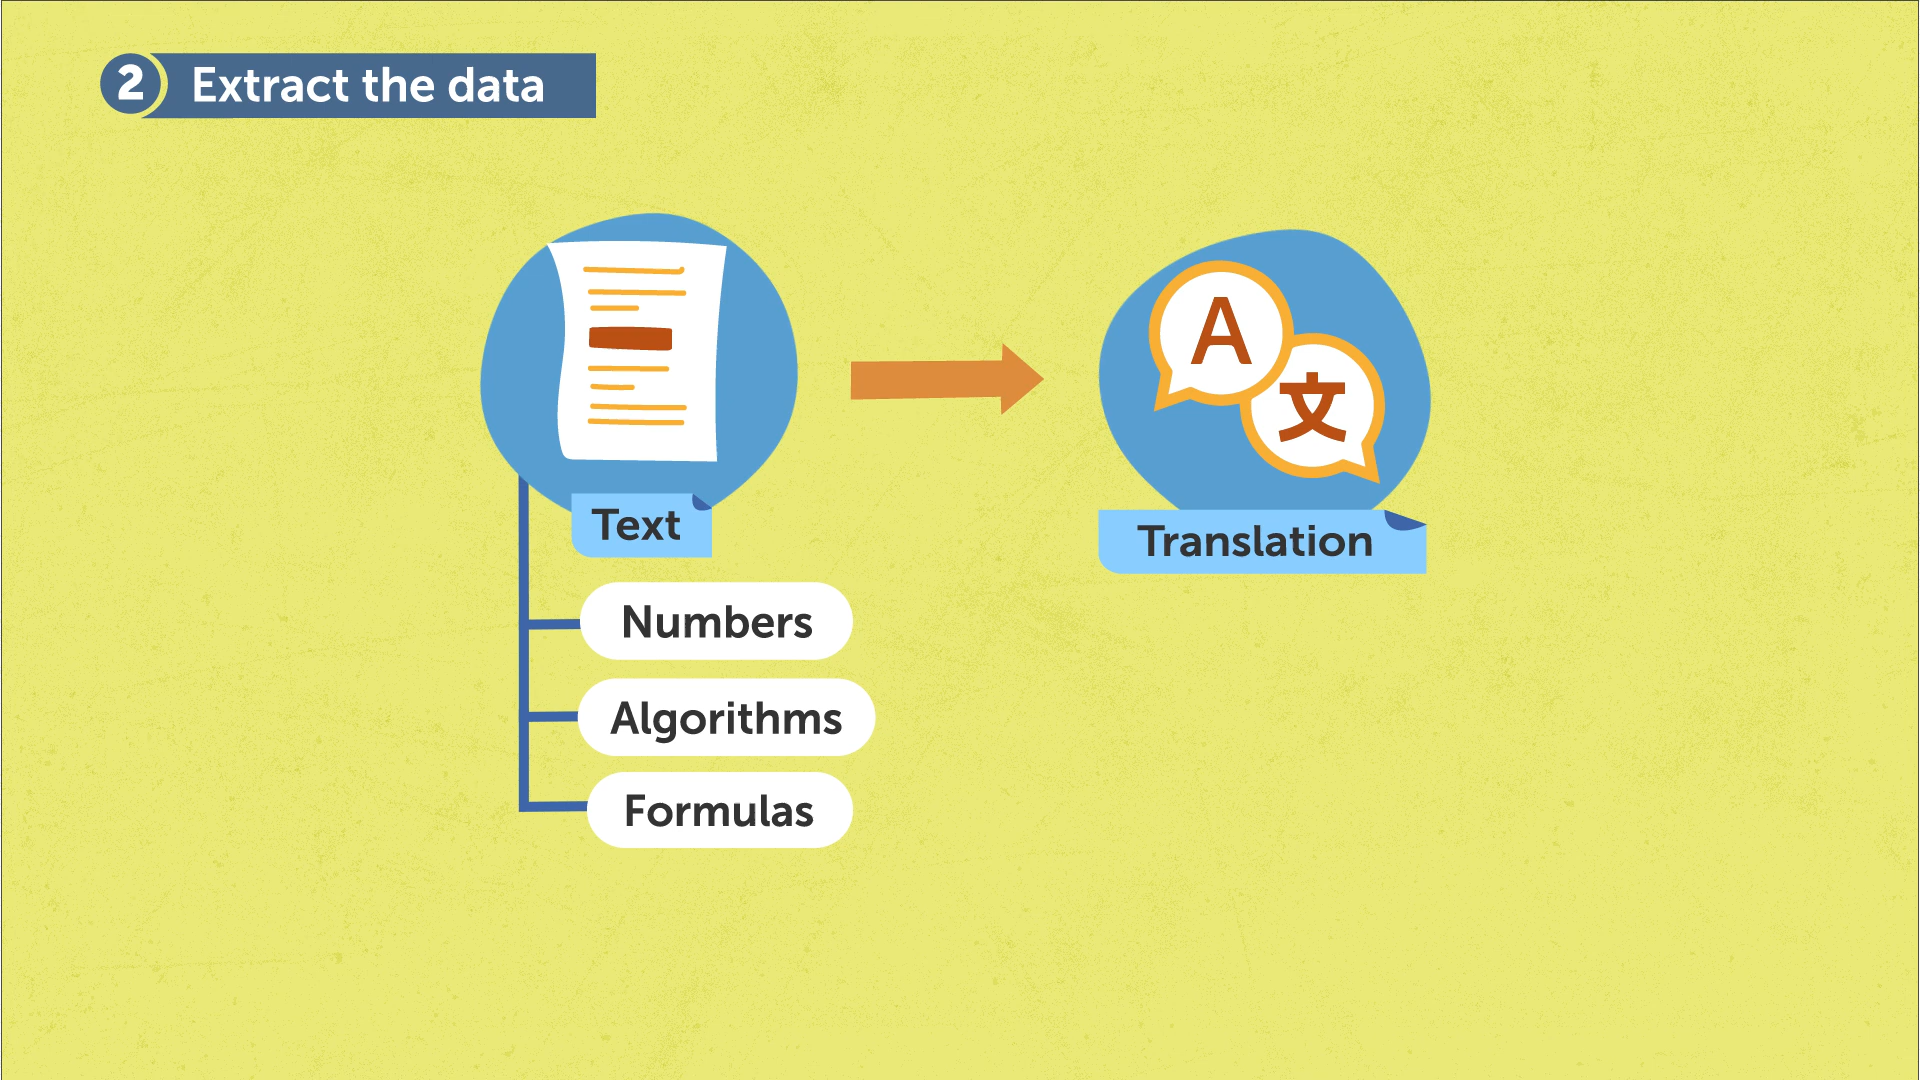 2 Extract the data
A
文
Text
Translation
Numbers
Algorithms
Formulas